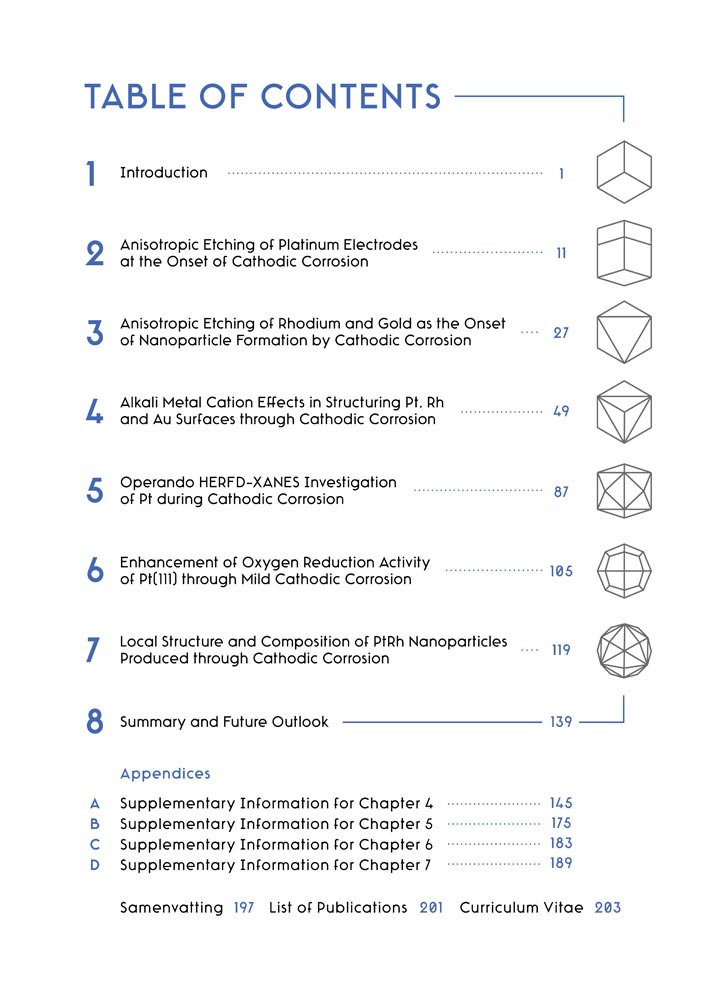 TABLE OF CONTENTS
1 Introduction 1
2 Anisotropic Etching of Platinum Electrodes
at the Onset of Cathodic Corrosion 11
3 Anisotropic Etching of Rhodium and Gold as the Onset
of Nanoparticle Formation by Cathodic Corrosion 27
4 Alkali Metal Cation Effects in Structuring Pt, Rh
and Au Surfaces through Cathodic Corrosion 49
5 Operando HERFD-XANES Investigation
of Pt during Cathodic Corrosion 87
6 Enhancement of Oxygen Reduction Activity
of Pt(111) through Mild Cathodic Corrosion 105
7 Local Structure and Composition of PtRh Nanoparticles
Produced through Cathodic Corrosion 119
8 Summary and Future Outlook 139
Appendices
A Supplementary Information for Chapter 4 145
B Supplementary Information for Chapter 5 175
C Supplementary Information for Chapter 6 183
D Supplementary Information for Chapter 7 189
Samenvatting 197 List of Publications 201 Curriculum Vitae 203